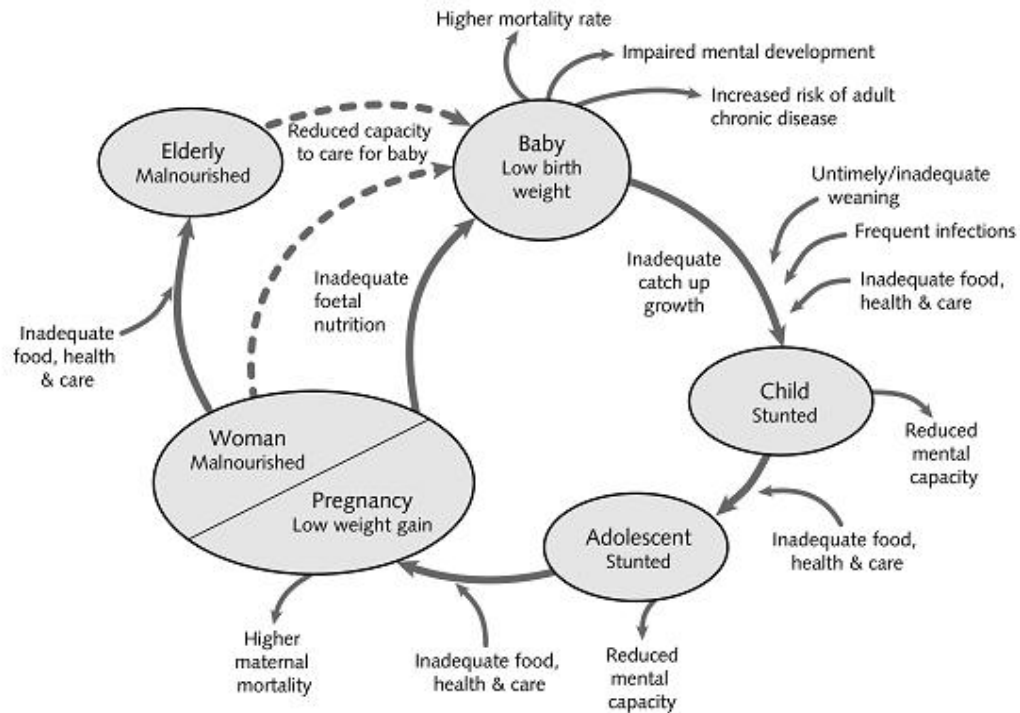 Higher mortality rate
Impaired mental development
Increased risk of adult
chronic disease
Elderly
Malnourished
Reduced capacity
to care for baby
Baby
Low birth
weight
Untimely/inadequate
weaning
Frequent infections
Inadequate food,
health & care
Inadequate
catch up
growth
Inadequate
foetal
nutrition
Inadequate
food, health
& care
Child
Stunted
Reduced
mental
capacity
Woman
Malnourished
Pregnancy
Low weight gain
Adolescent
Stunted
Inadequate food,
health & care
Higher
maternal
mortality
Inadequate food,
health & care
Reduced
mental
capacity